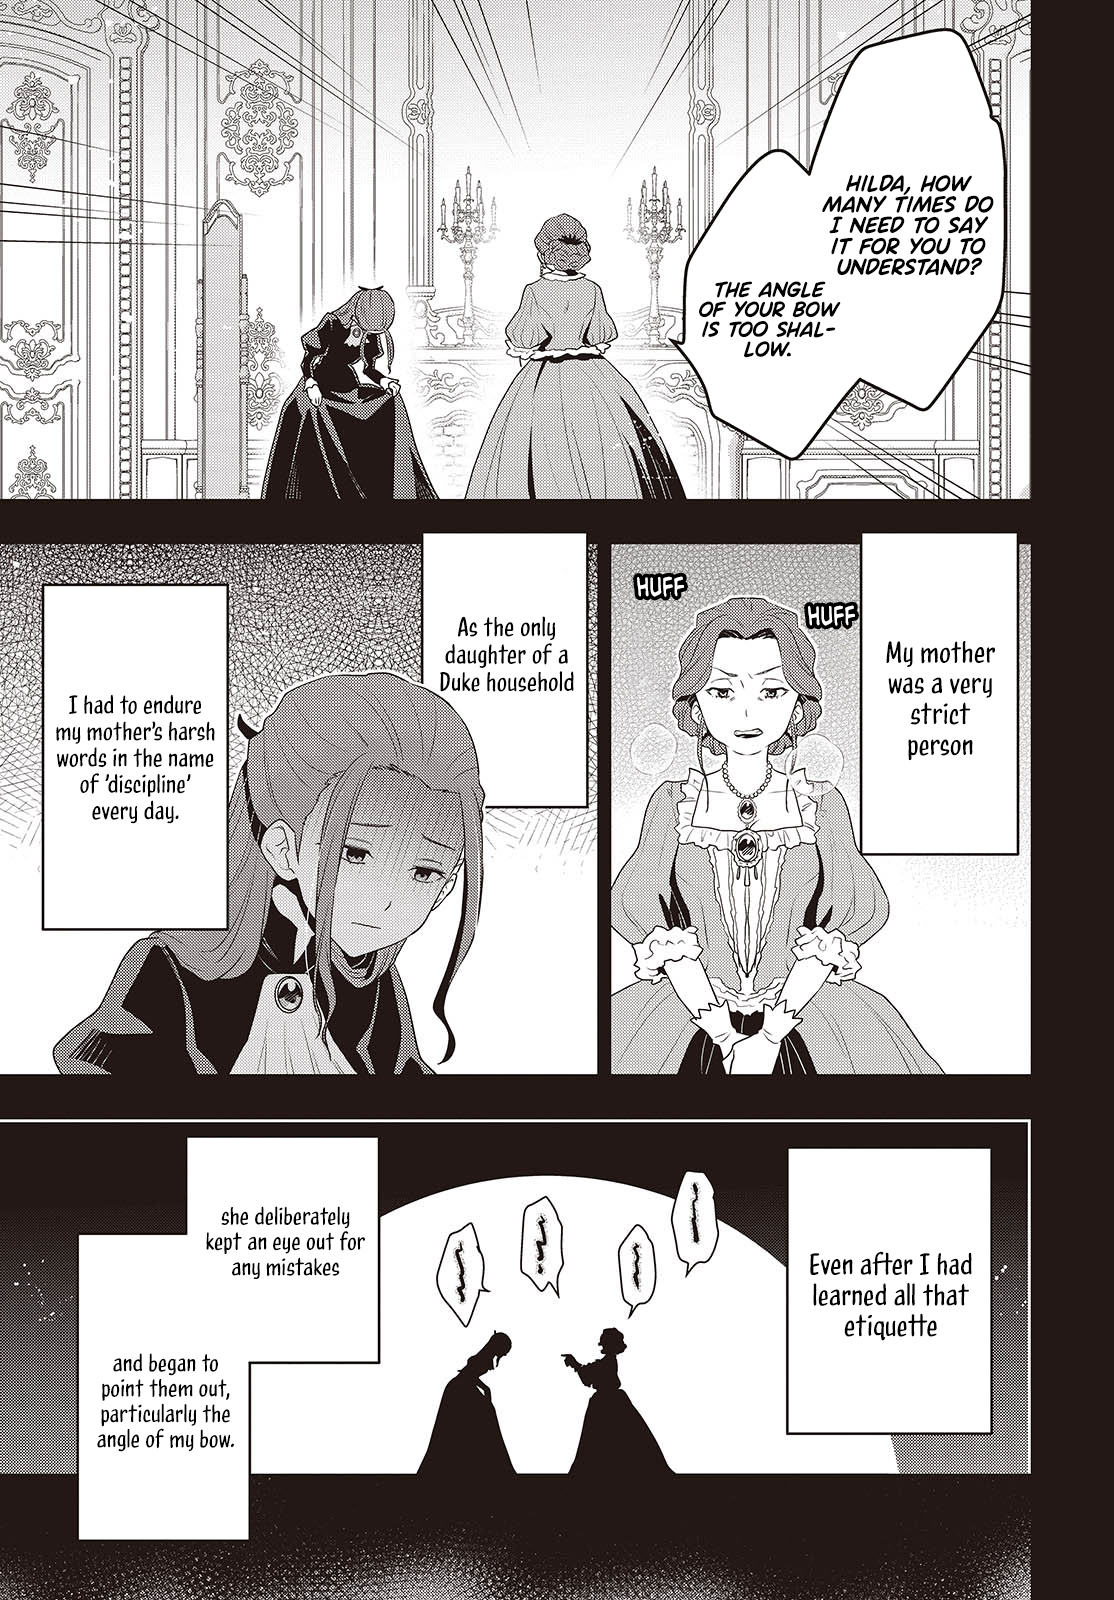 HILDA, HOW
MANY TIMES DO
I NEED TO SAY
IT FOR YOU TO
UNDERSTAND?
THE ANGLE
OF YOUR BOW
IS TOO SHAL-
LOW.
My mother
was a very
strict
person
HUFF
HUFF
As the only
daughter of a
Duke household
I had to endure
my mother's harsh
words in the name
of 'discipline'
every day.
Even after I had
learned all that
etiquette
she deliberately
kept an eye out for
any mistakes
and began to
point them out,
particularly the
angle of my bow.